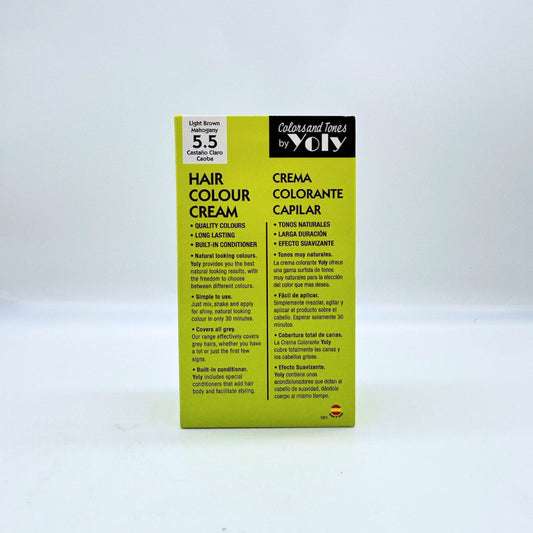 Light Brown
Mahogany
5.5
Castaño Claro
Caoba
Colors and Tones
by Yoly
HAIR
COLOUR
CREAM
• QUALITY COLOURS
• LONG LASTING
• BUILT-IN CONDITIONER
• Natural looking colours.
Yoly provides you the best
natural looking results, with
the freedom to choose
between different colours.
• Simple to use.
Just mix, shake and apply
for shiny, natural looking
colour in only 30 minutes.
• Covers all grey.
Our range effectively covers
grey hairs, whether you have
a lot or just the first few
signs.
• Built-In conditioner.
Yoly includes special
conditioners that add hair
body and facilitate styling.
CREMA
COLORANTE
CAPILAR
• TONOS NATURALES
• LARGA DURACIÓN
• EFECTO SUAVIZANTE
• Tonos muy naturales.
La crema colorante Yoly ofrece
una gama surtida de tonos
muy naturales para la elección
del color que mas desea.
• Fácil de aplicar.
Simplemente mezclar, agitar y
aplicar el producto sobre el
cabello. Esperar solamente 30
minutos.
• Cobertura total de canas.
La Crema Colorante Yoly
cubre totalmente las canas y
los cabellos grises.
• Efecto Suavizante.
Yoly contiene unos
acondicionadores que dotan al
cabello de suavidad, dándole
cuerpo al mismo tiempo.